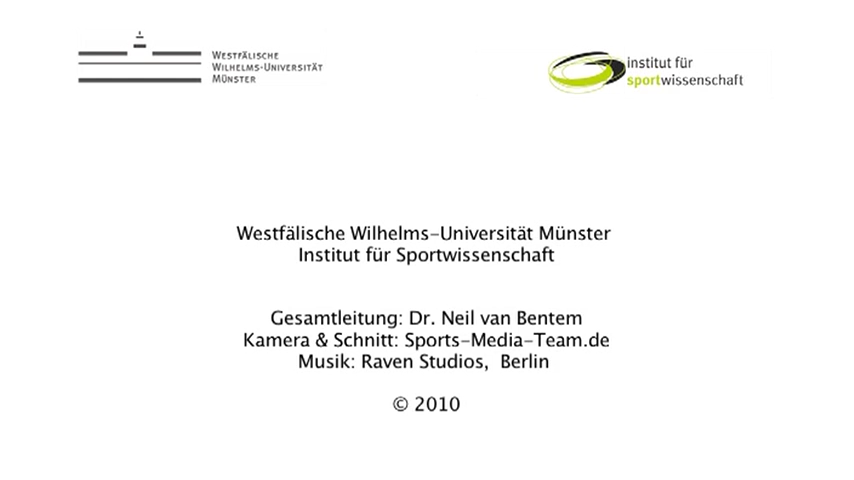 Westfälische
Wilhelms-Universität
Münster
institut für
sportwissenschaft
Westfälische Wilhelms-Universität Münster
Institut für Sportwissenschaft
Gesamtleitung: Dr. Neil van Bentem
Kamera & Schnitt: Sports-Media-Team.de
Musik: Raven Studios,  Berlin
© 2010